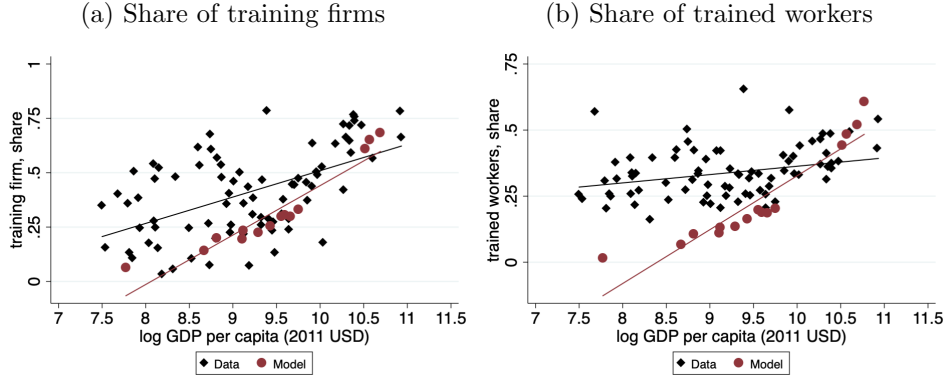 (a) Share of training firms
1
.75
.5
.25
0
training firm, share
7 7.5 8 8.5 9 9.5 10 10.5 11 11.5
log GDP per capita (2011 USD)
Data Model
(b) Share of trained workers
.75
.5
.25
0
trained workers, share
7 7.5 8 8.5 9 9.5 10 10.5 11 11.5
log GDP per capita (2011 USD)
Data Model